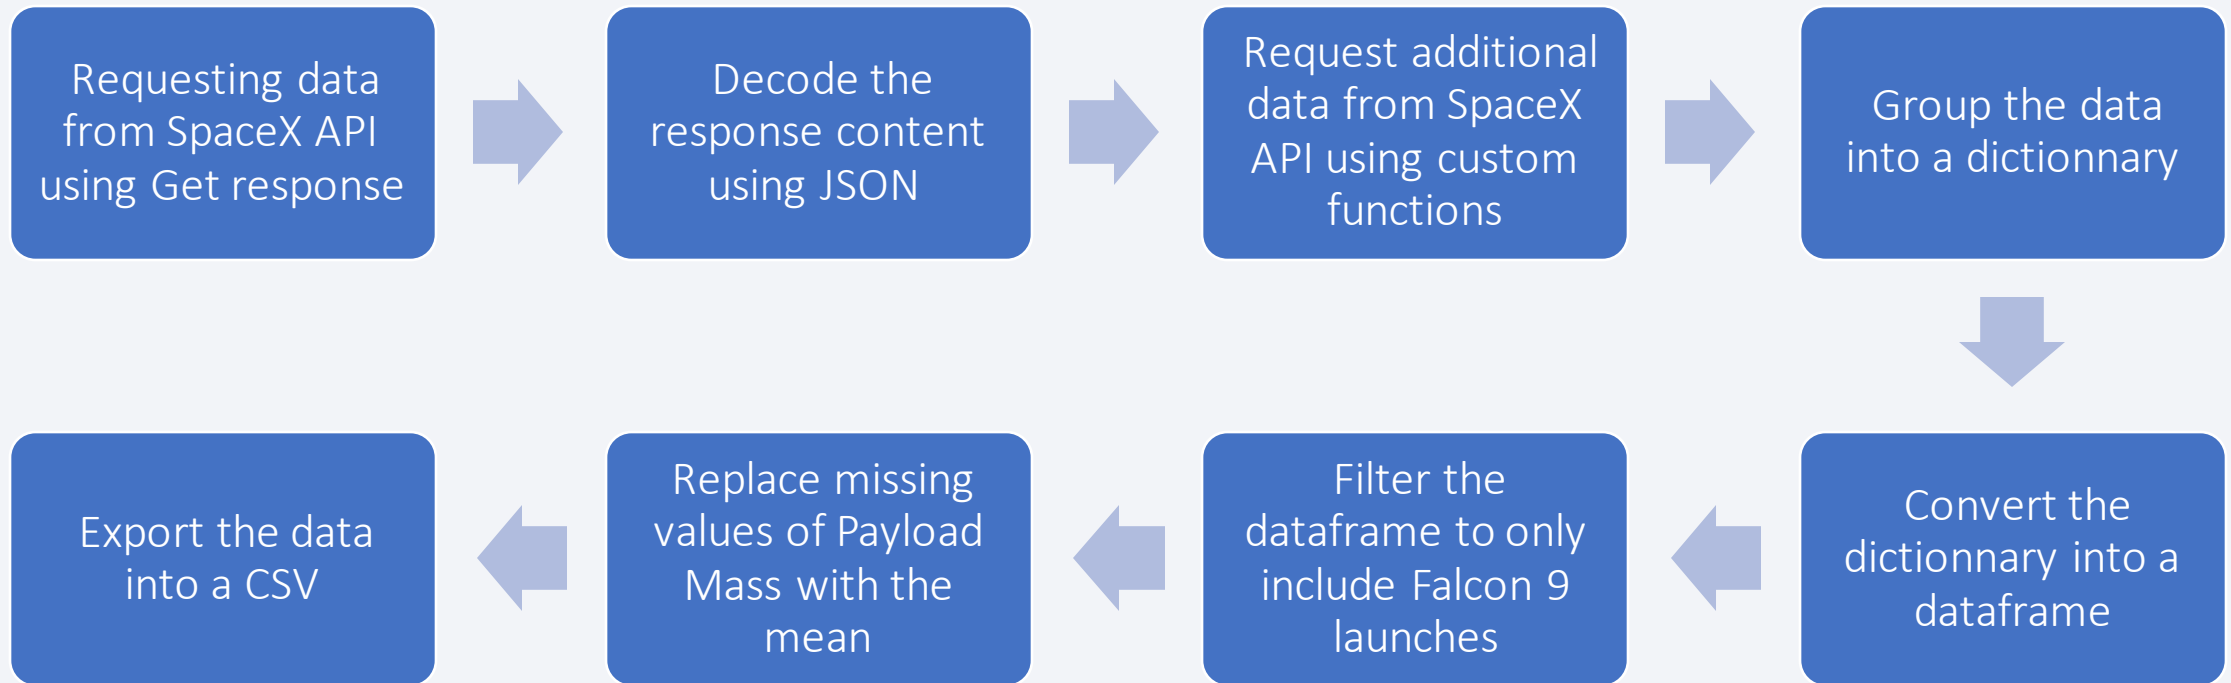 Requesting data
from SpaceX API
using Get response
Decode the
response content
using JSON
Request additional
data from SpaceX
API using custom
functions
Group the data
into a dictionnary
Convert the
dictionnary into a
dataframe
Filter the
dataframe to only
include Falcon 9
launches
Replace missing
values of Payload
Mass with the
mean
Export the data
into a CSV